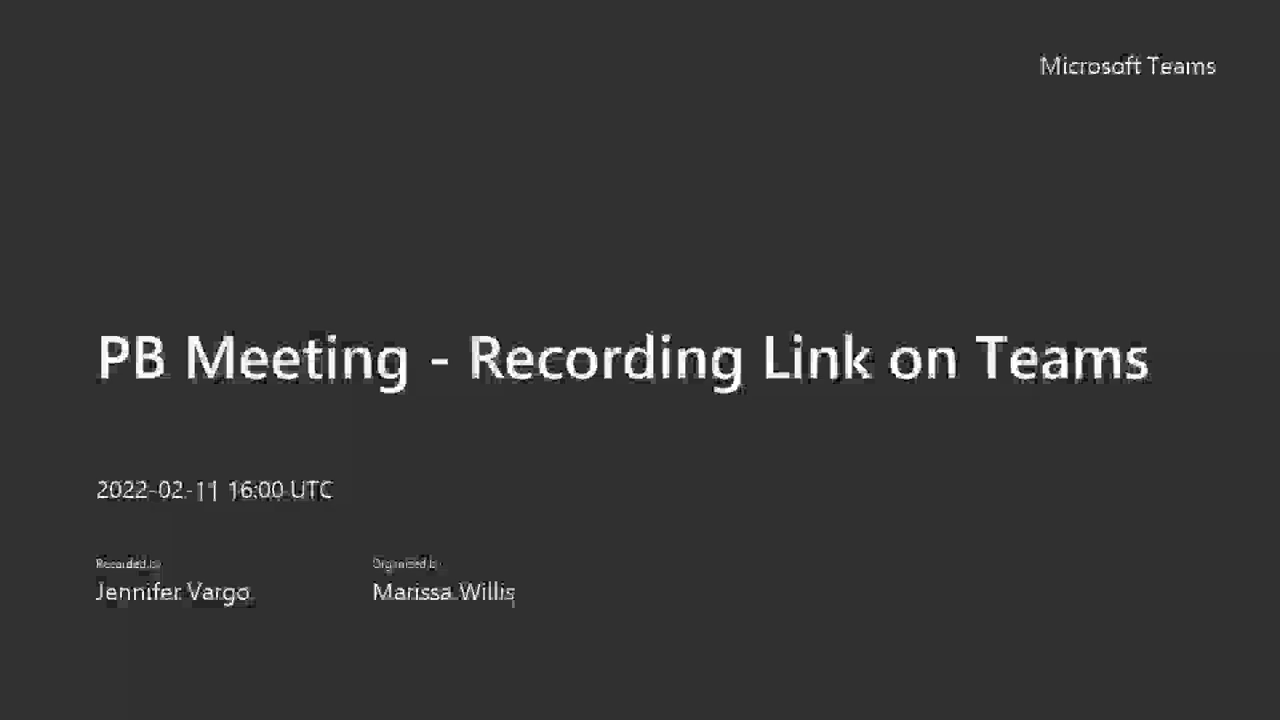 Microsoft Teams
PB Meeting - Recording Link on Teams
2022-02-11 16:00 UTC
Recorded by
Organized by
Jennifer Vargo
Marissa Willis